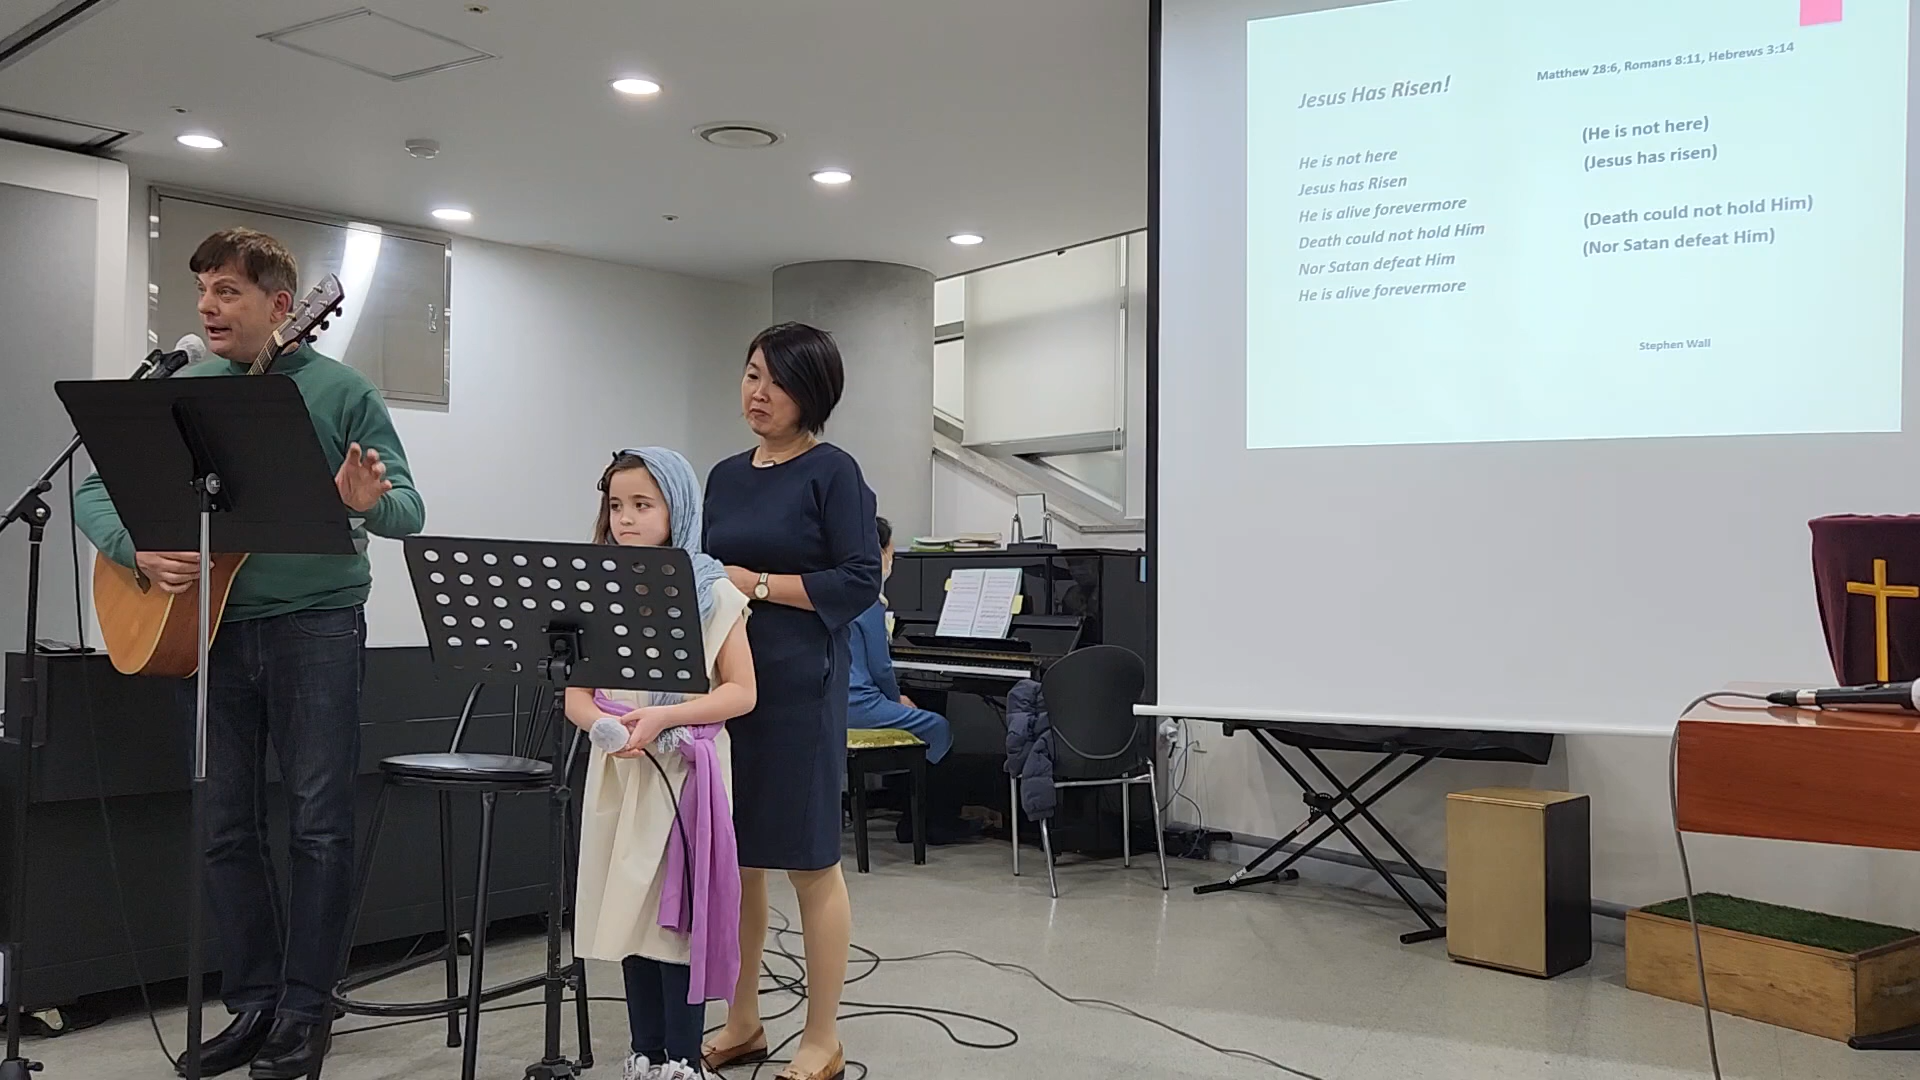 Jesus Has Risen!
Matthew 28:6, Romans 8:11, Hebrews 3:14
He is not here
Jesus has Risen
He is alive forevermore
Death could not hold Him
Nor Satan defeat Him
He is alive forevermore
(He is not here)
(Jesus has risen)
(Death could not hold Him)
(Nor Satan defeat Him)
Stephen Wall